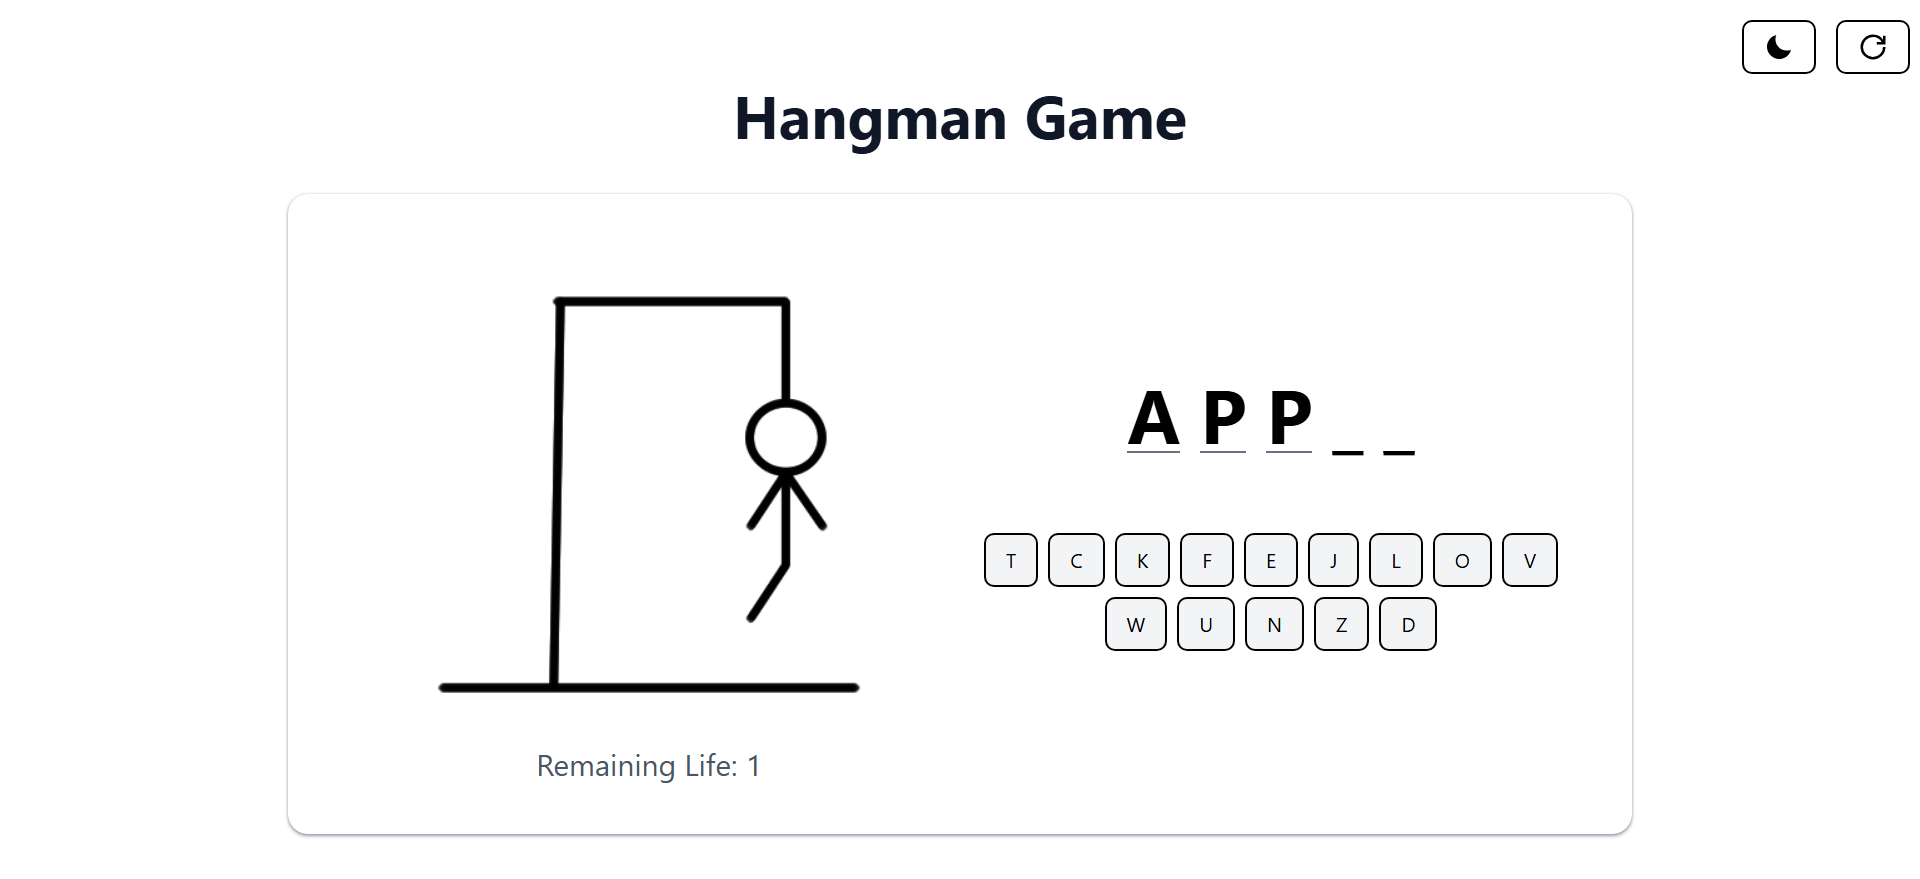 Hangman Game
A P P _ _
T C K F E J L O V
W U N Z D
Remaining Life: 1